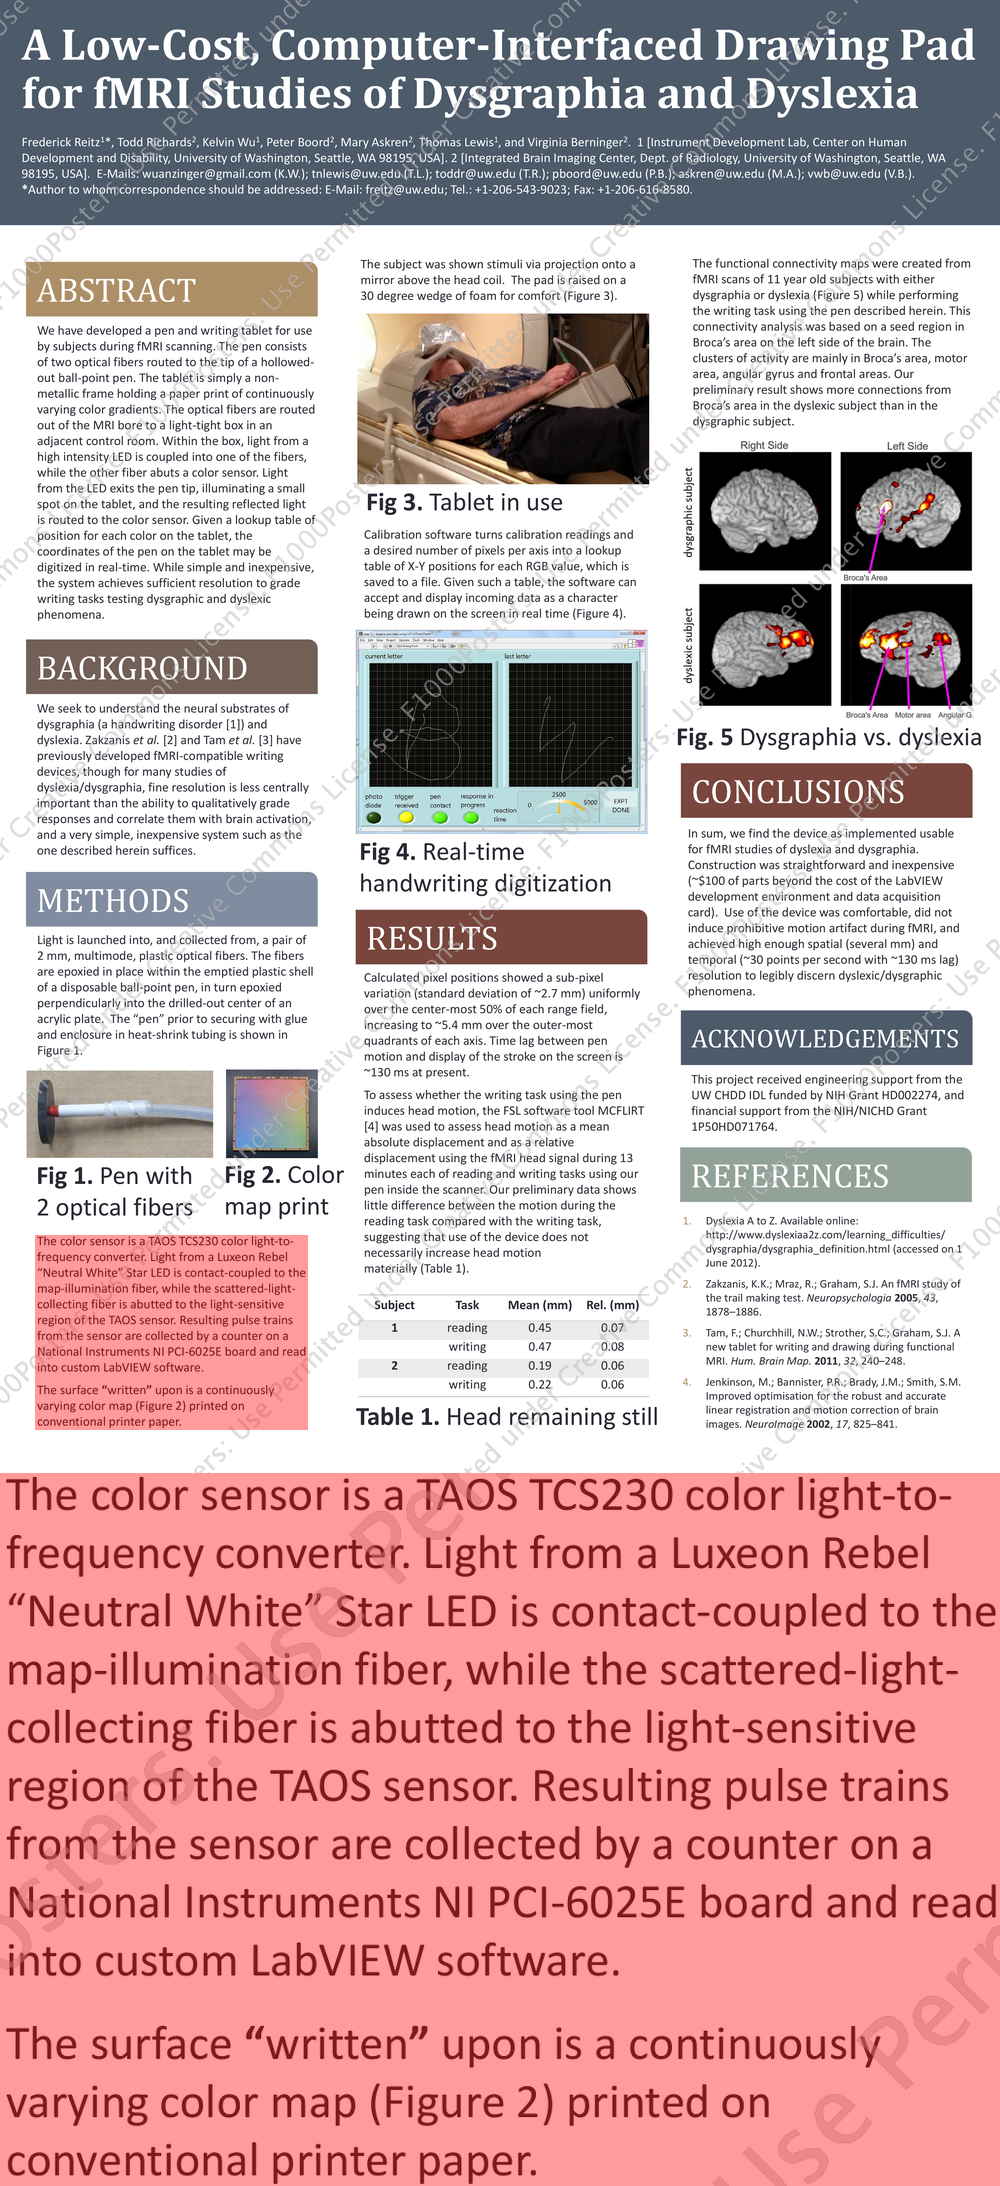 A Low-Cost, Computer-Interfaced Drawing Pad
for fMRI Studies of Dysgraphia and Dyslexia
Frederick Reitz1*, Todd Richards2, Kelvin Wu1, Peter Boord2, Mary Askren2, Thomas Lewis1, and Virginia Berninger2.  1 [Instrument Development Lab, Center on Human
Development and Disability, University of Washington, Seattle, WA 98195, USA]. 2 [Integrated Brain Imaging Center, Dept. of Radiology, University of Washington, Seattle, WA
98195, USA].  E-Mails: wuanzinger@gmail.com (K.W.); tnlewis@uw.edu (T.L.); toddr@uw.edu (T.R.); pboord@uw.edu (P.B.); askren@uw.edu (M.A.); vwb@uw.edu (V.B.).
*Author to whom correspondence should be addressed: E-Mail: freitz@uw.edu; Tel.: +1-206-543-9023; Fax: +1-206-616-8580.
ABSTRACT
We have developed a pen and writing tablet for use
by subjects during fMRI scanning. The pen consists
of two optical fibers routed to the tip of a hollowed-
out ball-point pen. The tablet is simply a non-
metallic frame holding a paper print of continuously
varying color gradients. The optical fibers are routed
out of the MRI bore to a light-tight box in an
adjacent control room. Within the box, light from a
high intensity LED is coupled into one of the fibers,
while the other fiber abuts a color sensor. Light
from the LED exits the pen tip, illuminating a small
spot on the tablet, and the resulting reflected light
is routed to the color sensor. Given a lookup table of
position for each color on the tablet, the
coordinates of the pen on the tablet may be
digitized in real-time. While simple and inexpensive,
the system achieves sufficient resolution to grade
writing tasks testing dysgraphic and dyslexic
phenomena.
BACKGROUND
We seek to understand the neural substrates of
dysgraphia (a handwriting disorder [1]) and
dyslexia. Zakzanis et al. [2] and Tam et al. [3] have
previously developed fMRI-compatible writing
devices, though for many studies of
dyslexia/dysgraphia, fine resolution is less centrally
important than the ability to qualitatively grade
responses and correlate them with brain activation,
and a very simple, inexpensive system such as the
one described herein suffices.
METHODS
Light is launched into, and collected from, a pair of
2 mm, multimode, plastic optical fibers. The fibers
are epoxied in place within the emptied plastic shell
of a disposable ball-point pen, in turn epoxied
perpendicularly into the drilled-out center of an
acrylic plate.  The “pen” prior to securing with glue
and enclosure in heat-shrink tubing is shown in
Figure 1.
Fig 1. Pen with
2 optical fibers
Fig 2. Color
map print
The color sensor is a TAOS TCS230 color light-to-
frequency converter. Light from a Luxeon Rebel
“Neutral White” Star LED is contact-coupled to the
map-illumination fiber, while the scattered-light-
collecting fiber is abutted to the light-sensitive
region of the TAOS sensor. Resulting pulse trains
from the sensor are collected by a counter on a
National Instruments NI PCI-6025E board and read
into custom LabVIEW software.
The surface “written” upon is a continuously
varying color map (Figure 2) printed on
conventional printer paper.
The subject was shown stimuli via projection onto a
mirror above the head coil.  The pad is raised on a
30 degree wedge of foam for comfort (Figure 3).
Fig 3. Tablet in use
Calibration software turns calibration readings and
a desired number of pixels per axis into a lookup
table of X-Y positions for each RGB value, which is
saved to a file. Given such a table, the software can
accept and display incoming data as a character
being drawn on the screen in real time (Figure 4).
current letter
last letter
photo diode
trigger received
pen contact
response in progress
reaction time
0
2500
5000
EXPT DONE
Fig 4. Real-time
handwriting digitization
RESULTS
Calculated pixel positions showed a sub-pixel
variation (standard deviation of ~2.7 mm) uniformly
over the center-most 50% of each range field,
increasing to ~5.4 mm over the outer-most
quadrants of each axis. Time lag between pen
motion and display of the stroke on the screen is
~130 ms at present.
To assess whether the writing task using the pen
induces head motion, the FSL software tool MCFLIRT
[4] was used to assess head motion as a mean
absolute displacement and as a relative
displacement using the fMRI head signal during 13
minutes each of reading and writing tasks using our
pen inside the scanner. Our preliminary data shows
little difference between the motion during the
reading task compared with the writing task,
suggesting that use of the device does not
necessarily increase head motion
materially (Table 1).
Subject Task Mean (mm) Rel. (mm)
1 reading 0.45 0.07
writing 0.47 0.08
2 reading 0.19 0.06
writing 0.22 0.06
Table 1. Head remaining still
The functional connectivity maps were created from
fMRI scans of 11 year old subjects with either
dysgraphia or dyslexia (Figure 5) while performing
the writing task using the pen described herein. This
connectivity analysis was based on a seed region in
Broca’s area on the left side of the brain. The
clusters of activity are mainly in Broca’s area, motor
area, angular gyrus and frontal areas. Our
preliminary result shows more connections from
Broca’s area in the dyslexic subject than in the
dysgraphic subject.
Right Side
Left Side
dysgraphic subject
Broca's Area
dyslexic subject
Broca's Area Motor area Angular G.
Fig. 5 Dysgraphia vs. dyslexia
CONCLUSIONS
In sum, we find the device as implemented usable
for fMRI studies of dyslexia and dysgraphia.
Construction was straightforward and inexpensive
(~$100 of parts beyond the cost of the LabVIEW
development environment and data acquisition
card).  Use of the device was comfortable, did not
induce prohibitive motion artifact during fMRI, and
achieved high enough spatial (several mm) and
temporal (~30 points per second with ~130 ms lag)
resolution to legibly discern dyslexic/dysgraphic
phenomena.
ACKNOWLEDGEMENTS
This project received engineering support from the
UW CHDD IDL funded by NIH Grant HD002274, and
financial support from the NIH/NICHD Grant
1P50HD071764.
REFERENCES
1. Dyslexia A to Z. Available online:
http://www.dyslexiaa2z.com/learning_difficulties/
dysgraphia/dysgraphia_definition.html (accessed on 1
June 2012).
2. Zakzanis, K.K.; Mraz, R.; Graham, S.J. An fMRI study of
the trail making test. Neuropsychologia 2005, 43,
1878–1886.
3. Tam, F.; Churchill, N.W.; Strother, S.C.; Graham, S.J. A
new tablet for writing and drawing during functional
MRI. Hum. Brain Map. 2011, 32, 240–248.
4. Jenkinson, M.; Bannister, P.R.; Brady, J.M.; Smith, S.M.
Improved optimisation for the robust and accurate
linear registration and motion correction of brain
images. NeuroImage 2002, 17, 825–841.
The color sensor is a TAOS TCS230 color light-to-
frequency converter. Light from a Luxeon Rebel
“Neutral White” Star LED is contact-coupled to the
map-illumination fiber, while the scattered-light-
collecting fiber is abutted to the light-sensitive
region of the TAOS sensor. Resulting pulse trains
from the sensor are collected by a counter on a
National Instruments NI PCI-6025E board and read
into custom LabVIEW software.
The surface “written” upon is a continuously
varying color map (Figure 2) printed on
conventional printer paper.
F1000Posters: Use Permitted under Creative Commons License.